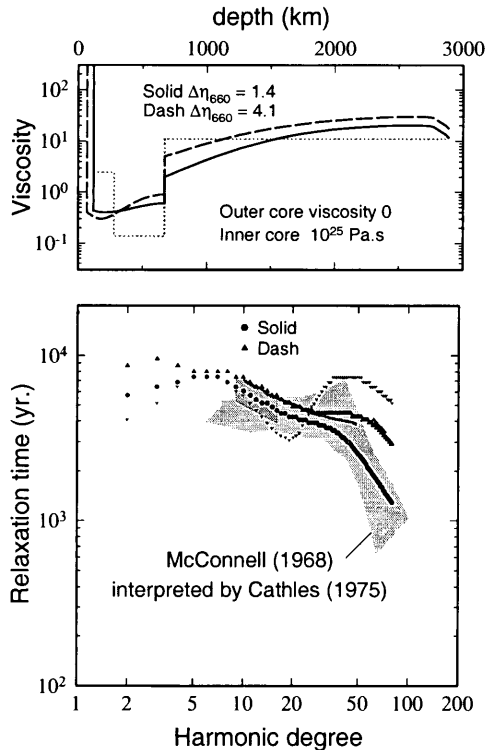 depth (km)
0 1000 2000 3000
10²
10¹
10⁰
10⁻¹
Viscosity
Solid Δη₆₆₀ = 1.4
Dash Δη₆₆₀ = 4.1
Outer core viscosity 0
Inner core 10²⁵ Pa.s
Solid
Dash
10⁴
10³
10²
Relaxation time (yr.)
McConnell (1968)
interpreted by Cathles (1975)
1 2 5 10 20 50 100 200
Harmonic degree